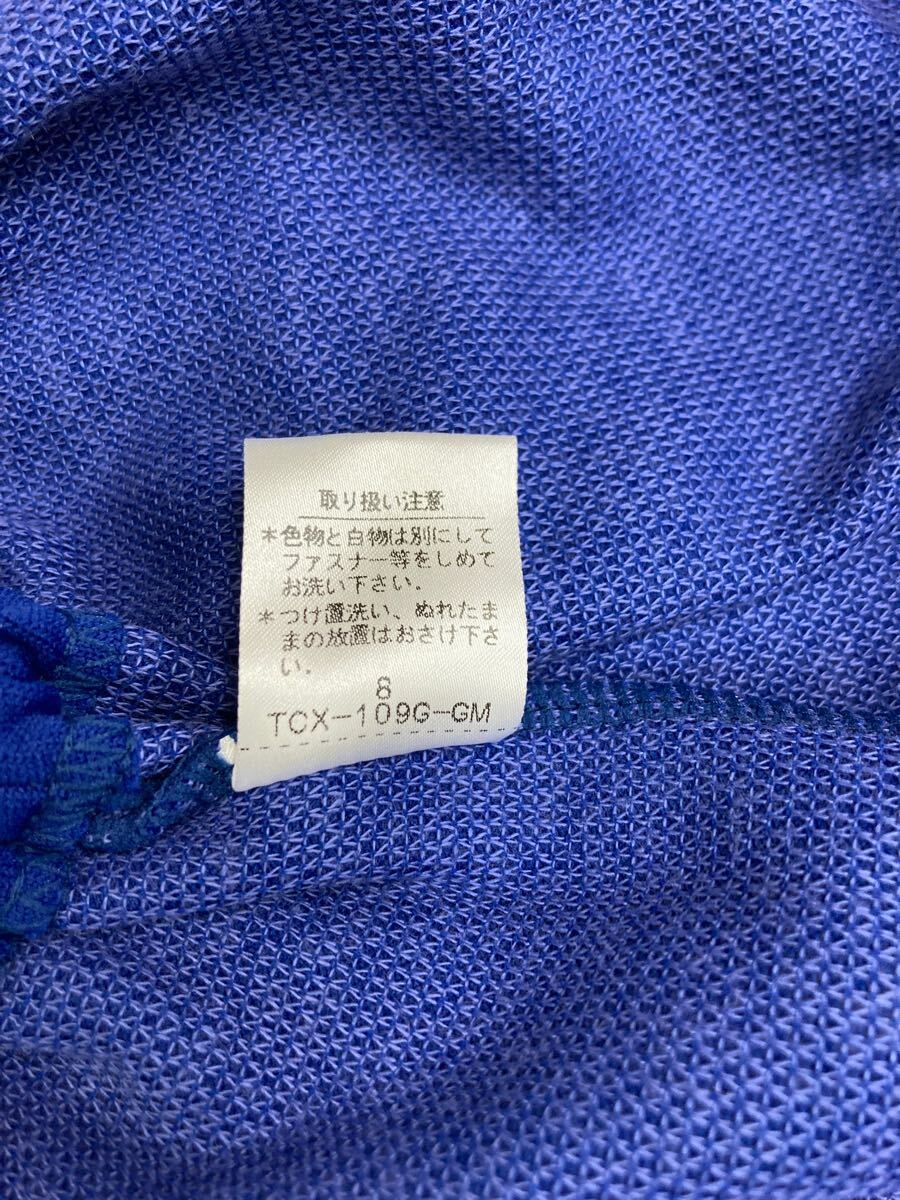 取り扱い注意
*色物と白物は別にして
ファスナー等をしめて
お洗い下さい.
*つけ置洗い、ぬれたま
まの放置はおさけ下さ
い.
8
TCX-109G-GM